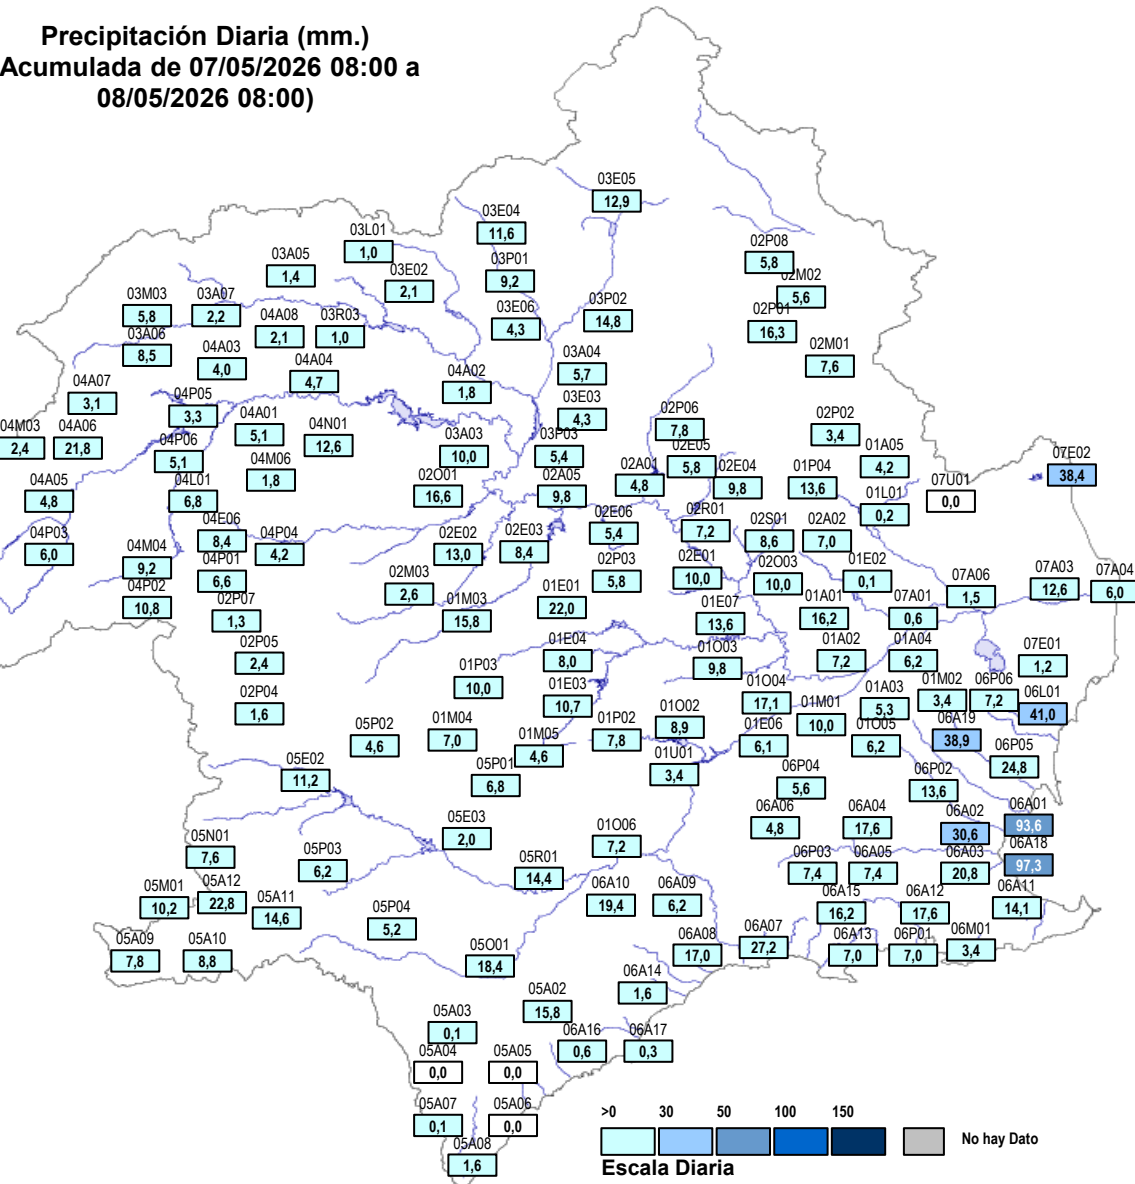 Precipitación Diaria (mm.)
Acumulada de 07/05/2026 08:00 a
08/05/2026 08:00)
03E05
12,9
03E04
11,6
03L01
1,0
03A05
1,4
03E02
2,1
03P01
9,2
02P08
5,8
02M02
5,6
03M03
5,8
03A07
2,2
04A08
2,1
03R03
1,0
03E06
4,3
03P02
14,8
02P01
16,3
03A06
8,5
04A03
4,0
04A04
4,7
03A04
5,7
02M01
7,6
04A07
3,1
04A02
1,8
04P05
3,3
03E03
4,3
04M03
2,4
04A06
21,8
04A01
5,1
04N01
12,6
02P06
7,8
02P02
3,4
04P06
5,1
03A03
10,0
03P03
5,4
02E05
5,8
01A05
4,2
07E02
38,4
04M06
1,8
02A01
4,8
02E04
9,8
01P04
13,6
04A05
4,8
04L01
6,8
02O01
16,6
02A05
9,8
01L01
0,2
07U01
0,0
04E06
8,4
02E06
5,4
02R01
7,2
02S01
8,6
02A02
7,0
04P03
6,0
04P04
4,2
02E02
13,0
02E03
8,4
04M04
9,2
04P01
6,6
02P03
5,8
02E01
10,0
02O03
10,0
01E02
0,1
07A03
12,6
07A04
6,0
04P02
10,8
02M03
2,6
01E01
22,0
07A06
1,5
02P07
1,3
01M03
15,8
01E07
13,6
01A01
16,2
07A01
0,6
02P05
2,4
01E04
8,0
01O03
9,8
01A02
7,2
01A04
6,2
07E01
1,2
01P03
10,0
02P04
1,6
01E03
10,7
01O04
17,1
01A03
5,3
01M02
3,4
06P06
7,2
06L01
41,0
05P02
4,6
01M04
7,0
01P02
7,8
01O02
8,9
01M01
10,0
01E06
6,1
01O05
6,2
06A19
38,9
01M05
4,6
05E02
11,2
05P01
6,8
01U01
3,4
06P04
5,6
06P02
13,6
06P05
24,8
05E03
2,0
01O06
7,2
06A06
4,8
06A04
17,6
06A02
30,6
06A01
93,6
05N01
7,6
05P03
6,2
05R01
14,4
06P03
7,4
06A05
7,4
06A03
20,8
06A18
97,3
05M01
10,2
05A12
22,8
05A11
14,6
06A10
19,4
06A09
6,2
06A15
16,2
06A12
17,6
06A11
14,1
05P04
5,2
05A09
7,8
05A10
8,8
05O01
18,4
06A08
17,0
06A07
27,2
06A13
7,0
06P01
7,0
06M01
3,4
06A14
1,6
05A02
15,8
05A03
0,1
06A16
0,6
06A17
0,3
05A04
0,0
05A05
0,0
05A07
0,1
05A06
0,0
05A08
1,6
>0 30 50 100 150
No hay Dato
Escala Diaria